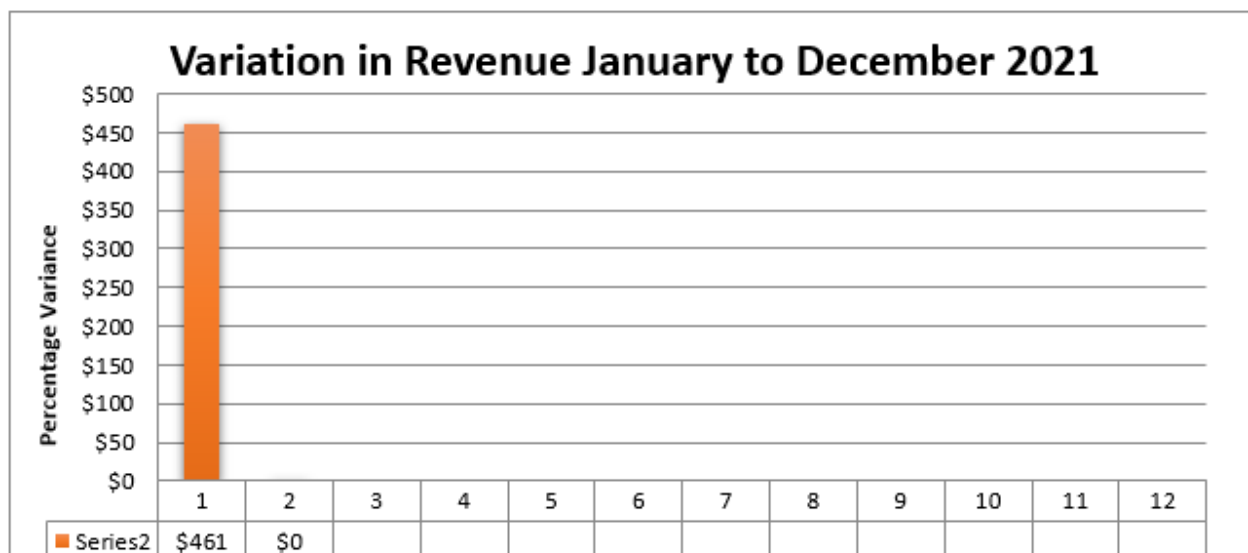 Variation in Revenue January to December 2021
$500
$450
$400
$350
$300
$250
$200
$150
$100
$50
$0
Percentage Variance
1 2 3 4 5 6 7 8 9 10 11 12
Series2 $461 $0